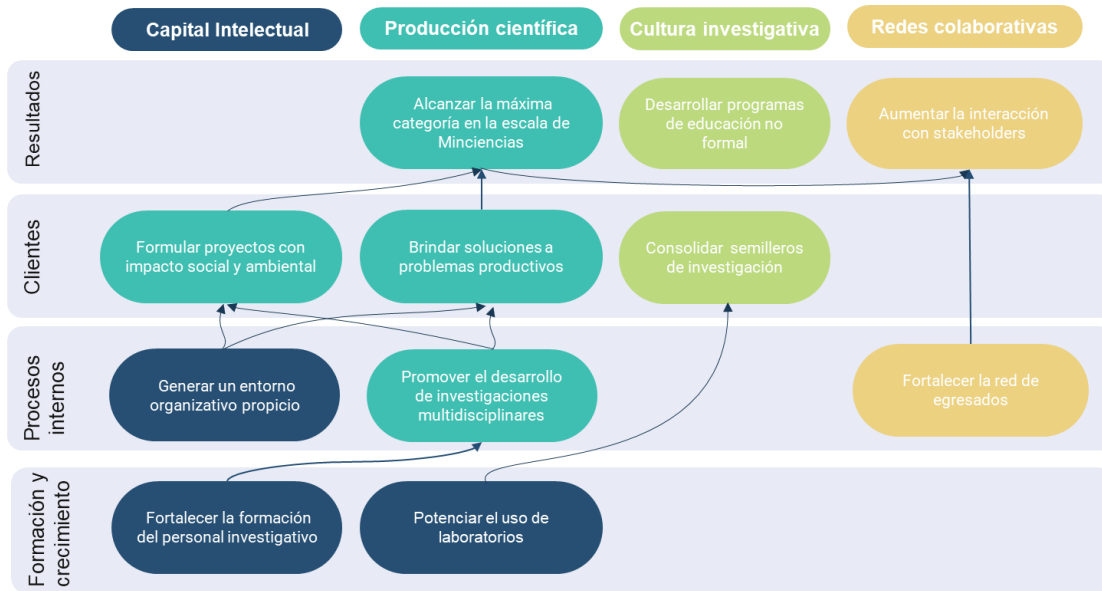 Capital Intelectual
Producción científica
Cultura investigativa
Redes colaborativas
Resultados
Alcanzar la máxima
categoría en la escala de
Minciencias
Desarrollar programas
de educación no
formal
Aumentar la interacción
con stakeholders
Clientes
Formular proyectos con
impacto social y ambiental
Brindar soluciones a
problemas productivos
Consolidar semilleros
de investigación
Procesos
internos
Generar un entorno
organizativo propicio
Promover el desarrollo
de investigaciones
multidisciplinares
Fortalecer la red de
egresados
Formación y
crecimiento
Fortalecer la formación
del personal investigativo
Potenciar el uso de
laboratorios